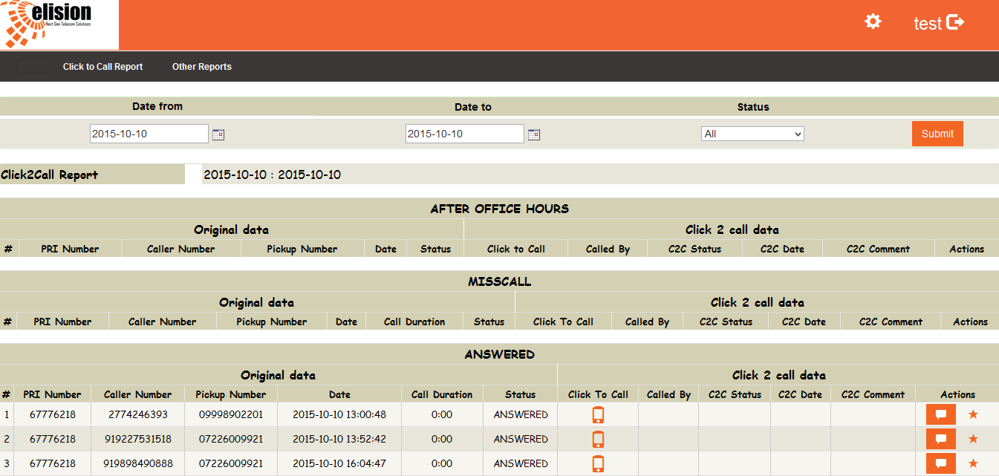 elision
Next Gen Telecom Solutions
test
Click to Call Report Other Reports
Date from Date to Status
2015-10-10 2015-10-10 All Submit
Click2Call Report 2015-10-10 : 2015-10-10
AFTER OFFICE HOURS
Original data Click 2 call data
# PRI Number Caller Number Pickup Number Date Status Click to Call Called By C2C Status C2C Date C2C Comment Actions
MISSCALL
Original data Click 2 call data
# PRI Number Caller Number Pickup Number Date Call Duration Status Click To Call Called By C2C Status C2C Date C2C Comment Actions
ANSWERED
Original data Click 2 call data
# PRI Number Caller Number Pickup Number Date Call Duration Status Click To Call Called By C2C Status C2C Date C2C Comment Actions
1 67776218 2774246393 09998902201 2015-10-10 13:00:48 0:00 ANSWERED
2 67776218 919227531518 07226009921 2015-10-10 13:52:42 0:00 ANSWERED
3 67776218 919898490888 07226009921 2015-10-10 16:04:47 0:00 ANSWERED